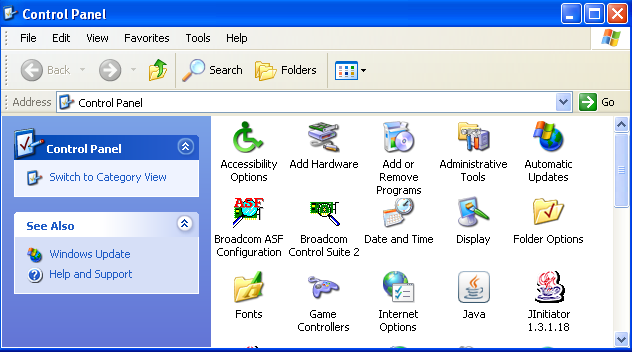 Control Panel
File Edit View Favorites Tools Help
Back Search Folders
Address Control Panel Go
Control Panel
Switch to Category View
See Also
Windows Update
Help and Support
Accessibility
Options
Add Hardware
Add or
Remove
Programs
Administrative
Tools
Automatic
Updates
ASF
Broadcom ASF
Configuration
Broadcom
Control Suite 2
Date and Time
Display
Folder Options
Fonts
Game
Controllers
Internet
Options
Java
JInitiator
1.3.1.18